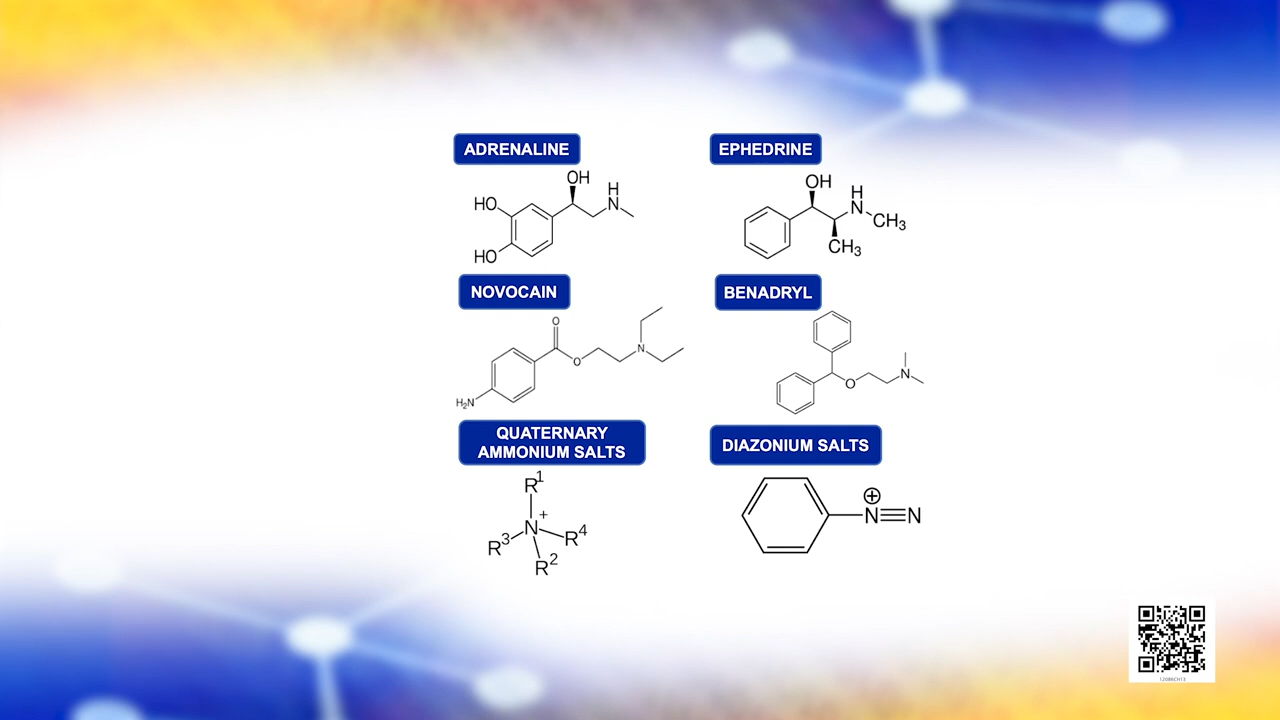 ADRENALINE
EPHEDRINE
OH
H
N
HO
HO
OH
H
N
CH₃
CH₃
NOVOCAIN
BENADRYL
O
O
N
H₂N
O
N
QUATERNARY
AMMONIUM SALTS
DIAZONIUM SALTS
R¹
N⁺
R³
R⁴
R²
⊕
N≡N
12086CH13